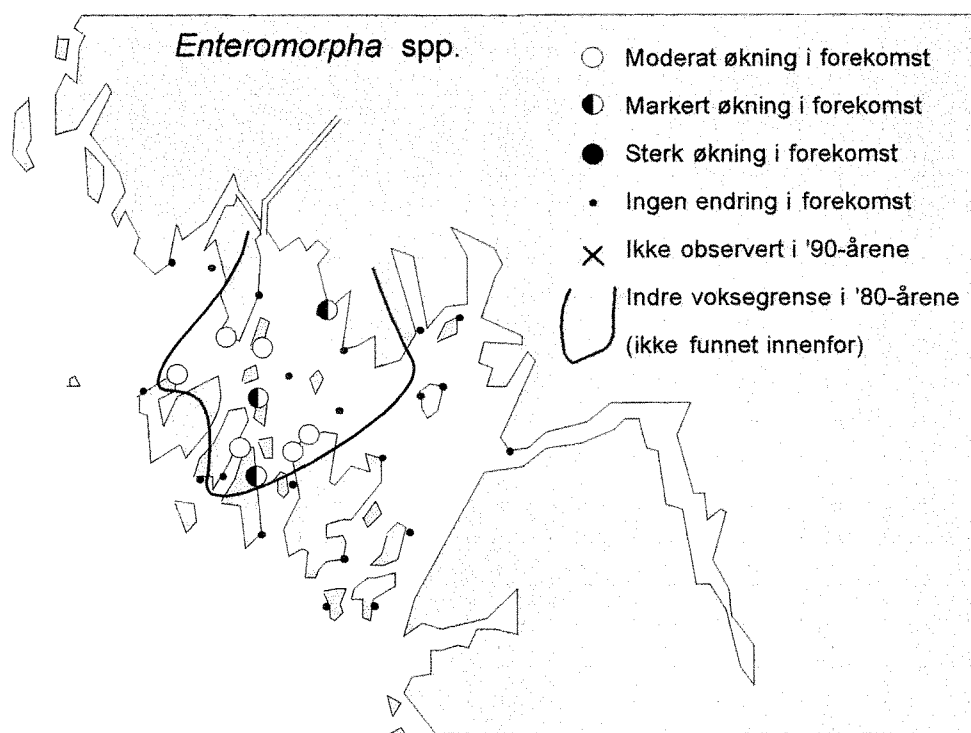 Enteromorpha spp.
Moderat økning i forekomst
Markert økning i forekomst
Sterk økning i forekomst
Ingen endring i forekomst
Ikke observert i '90-årene
Indre voksegrense i '80-årene
(ikke funnet innenfor)